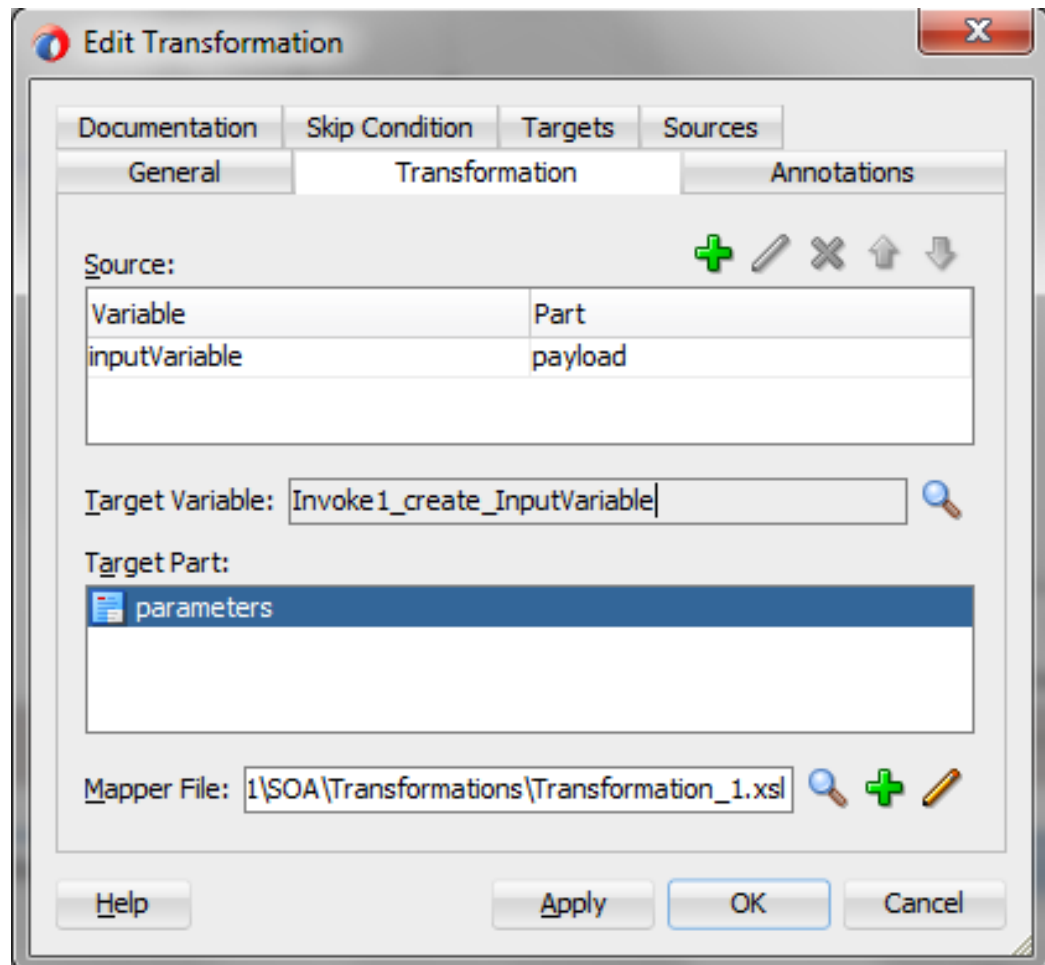 Edit Transformation
Documentation Skip Condition Targets Sources
General Transformation Annotations
Source:
Variable Part
inputVariable payload
Target Variable: Invoke1_create_InputVariable
Target Part:
parameters
Mapper File: 1\SOA\Transformations\Transformation_1.xsl
Help Apply OK Cancel